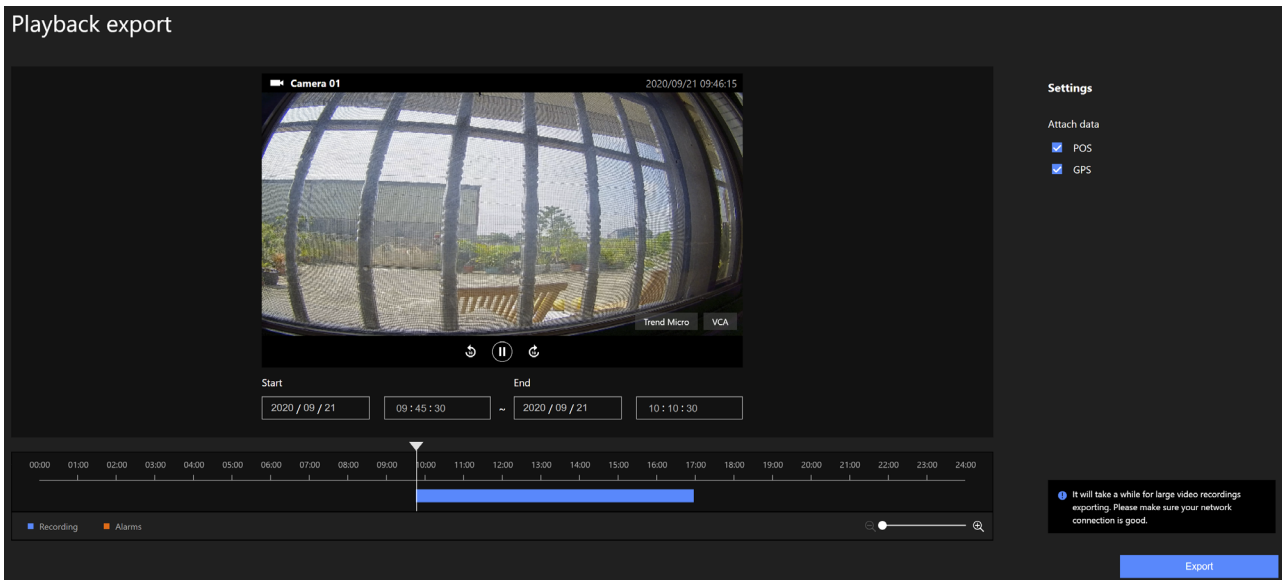 Playback export
Camera 01 2020/09/21 09:46:15
Trend Micro VCA
Start End
2020 / 09 / 21 09 : 45 : 30 ~ 2020 / 09 / 21 10 : 10 : 30
00:00 01:00 02:00 03:00 04:00 05:00 06:00 07:00 08:00 09:00 10:00 11:00 12:00 13:00 14:00 15:00 16:00 17:00 18:00 19:00 20:00 21:00 22:00 23:00 24:00
Recording Alarms
Settings
Attach data
POS
GPS
It will take a while for large video recordings
exporting. Please make sure your network
connection is good.
Export